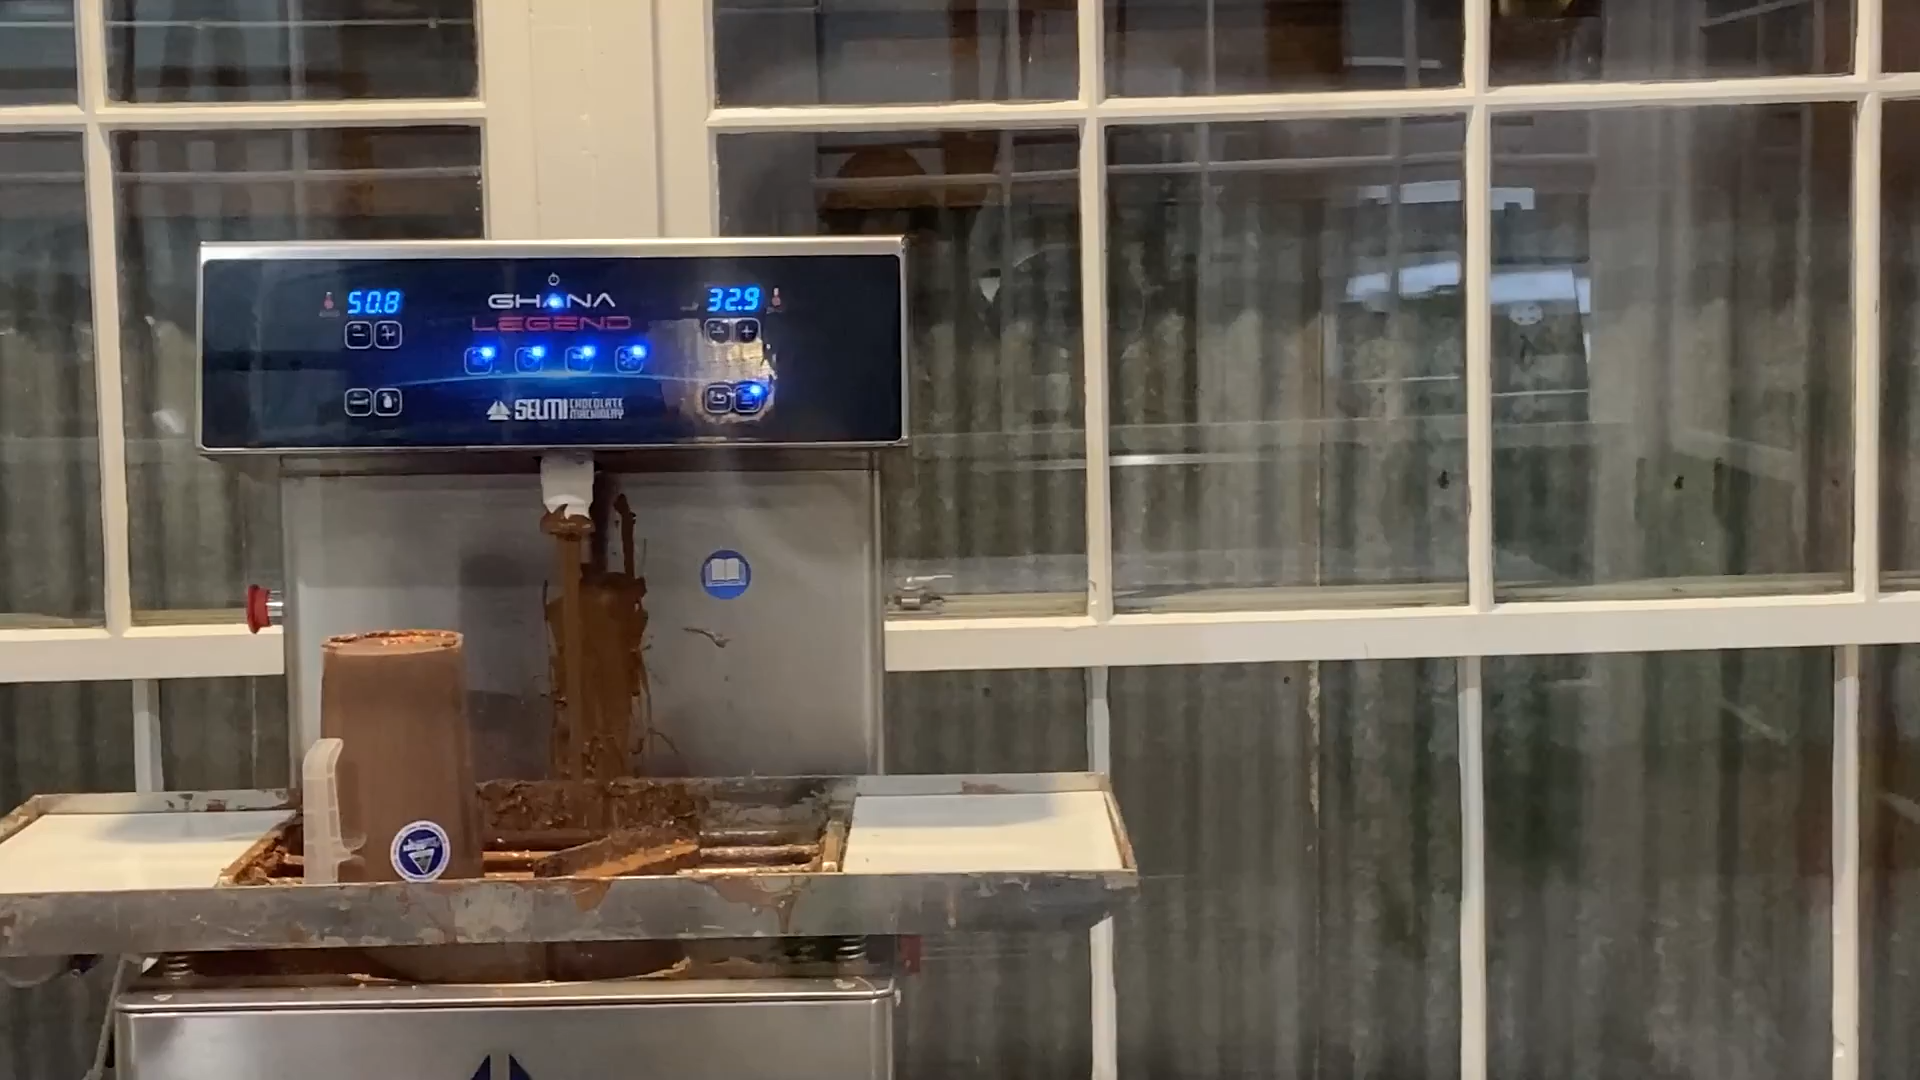 50.8
GHANA
32.9
LEGEND
SELMI CHOCOLATE
MACHINERY